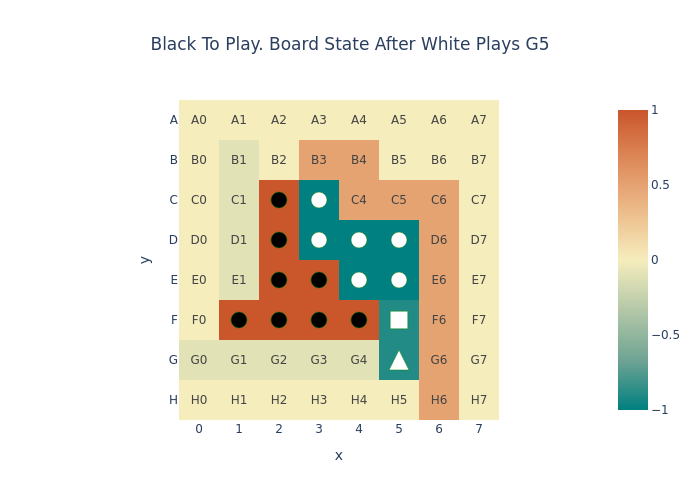 Black To Play. Board State After White Plays G5
A A0 A1 A2 A3 A4 A5 A6 A7
B B0 B1 B2 B3 B4 B5 B6 B7
C C0 C1 C4 C5 C6 C7
D D0 D1 D6 D7
E E0 E1 E6 E7
F F0 F6 F7
G G0 G1 G2 G3 G4 G6 G7
H H0 H1 H2 H3 H4 H5 H6 H7
0 1 2 3 4 5 6 7
x
y
1
0.5
0
−0.5
−1